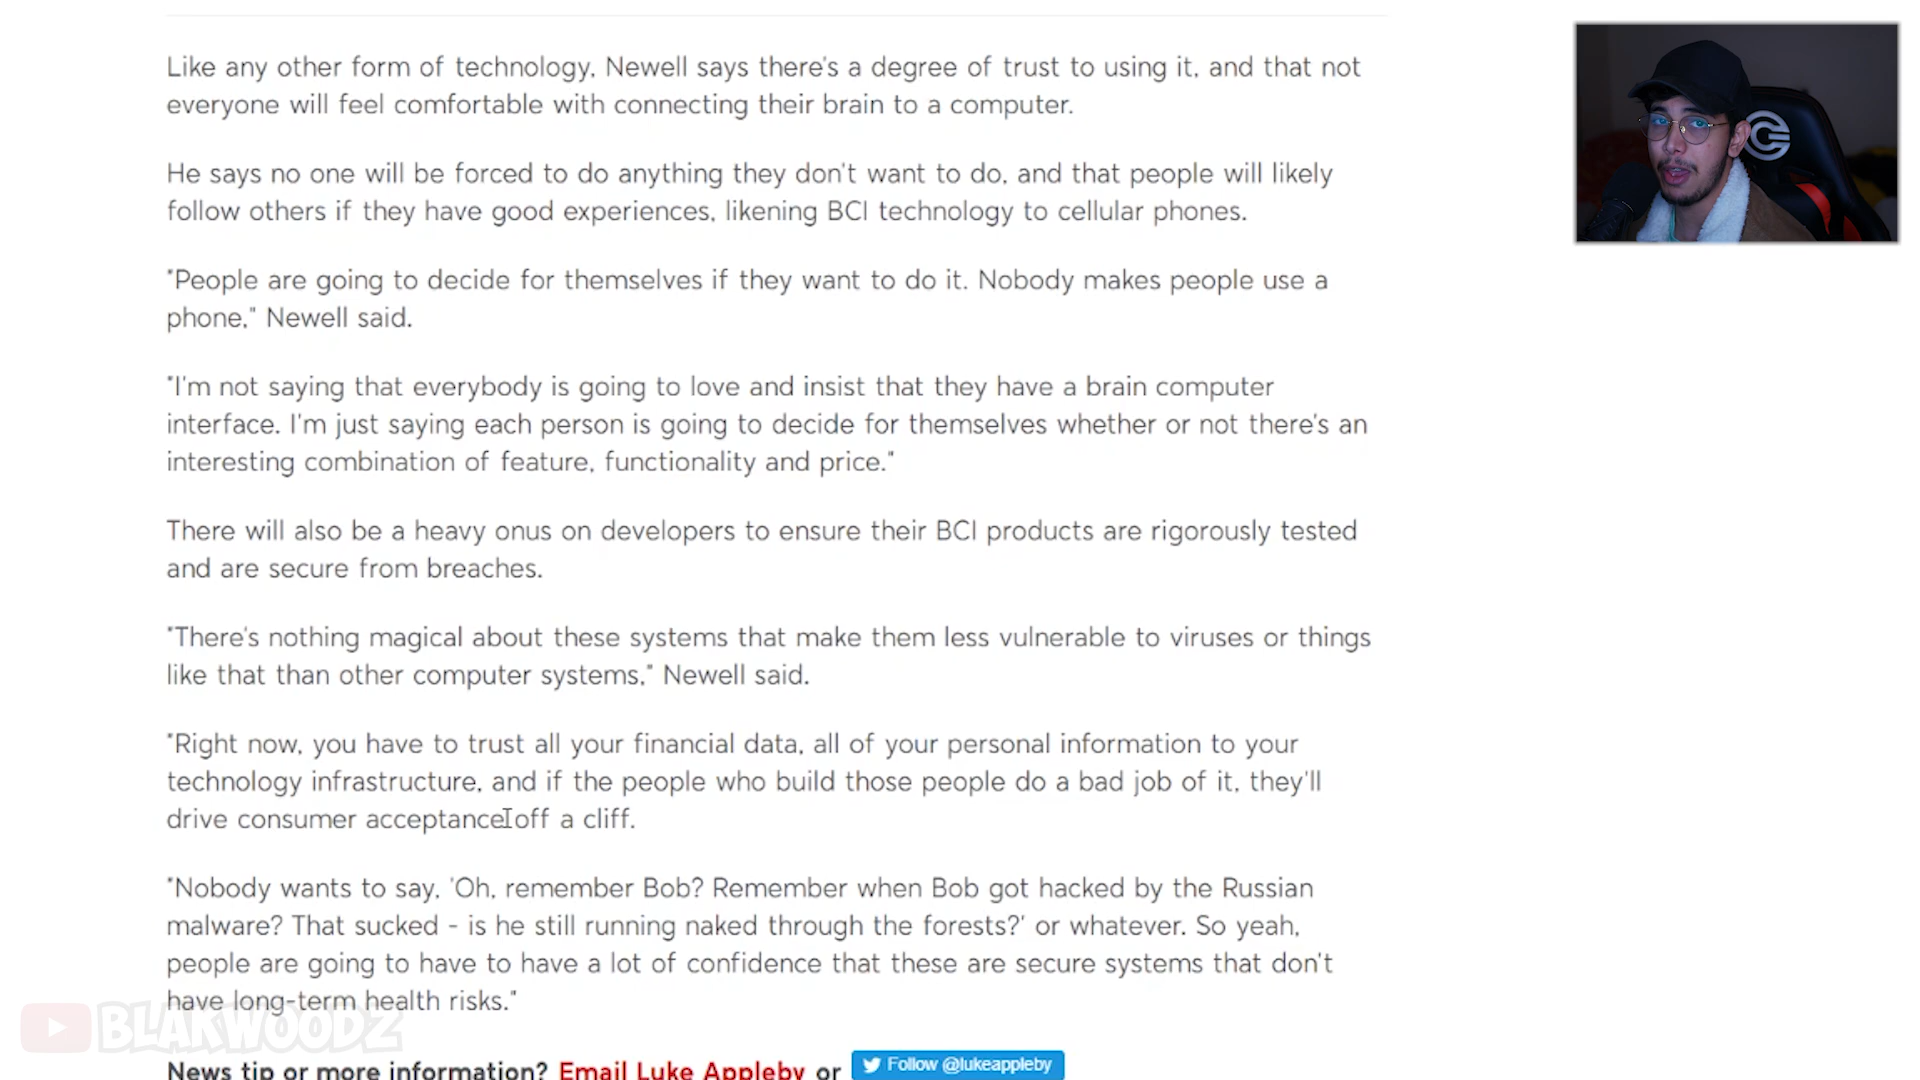 Like any other form of technology, Newell says there's a degree of trust to using it, and that not
everyone will feel comfortable with connecting their brain to a computer.
He says no one will be forced to do anything they don't want to do, and that people will likely
follow others if they have good experiences, likening BCI technology to cellular phones.
"People are going to decide for themselves if they want to do it. Nobody makes people use a
phone," Newell said.
"I'm not saying that everybody is going to love and insist that they have a brain computer
interface. I'm just saying each person is going to decide for themselves whether or not there's an
interesting combination of feature, functionality and price."
There will also be a heavy onus on developers to ensure their BCI products are rigorously tested
and are secure from breaches.
"There's nothing magical about these systems that make them less vulnerable to viruses or things
like that than other computer systems," Newell said.
"Right now, you have to trust all your financial data, all of your personal information to your
technology infrastructure, and if the people who build those people do a bad job of it, they'll
drive consumer acceptance off a cliff.
"Nobody wants to say, 'Oh, remember Bob? Remember when Bob got hacked by the Russian
malware? That sucked - is he still running naked through the forests?' or whatever. So yeah,
people are going to have to have a lot of confidence that these are secure systems that don't
have long-term health risks."
BLAKWOODZ
News tip or more information? Email Luke Appleby or Follow @lukeappleby